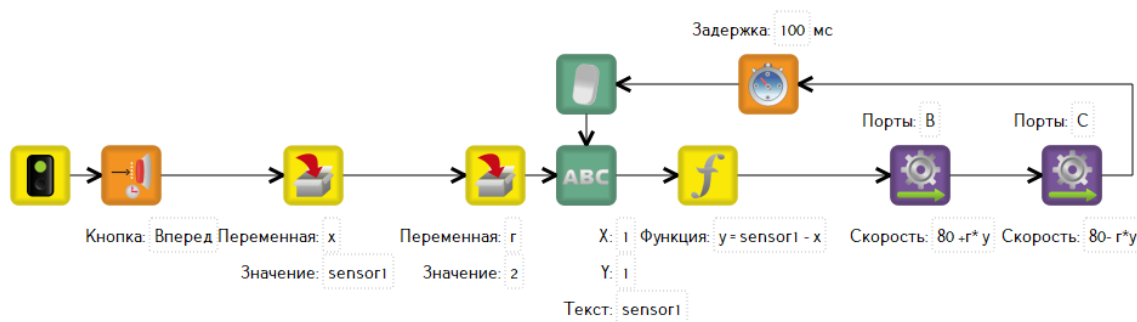 Задержка: 100 мс
Порты: B
Порты: C
ABC
f
Кнопка: Вперед
Переменная: x
Переменная: r
X: 1
Функция: y = sensor1 - x
Скорость: 80 +r* y
Скорость: 80- r*y
Значение: sensor1
Значение: 2
Y: 1
Текст: sensor1